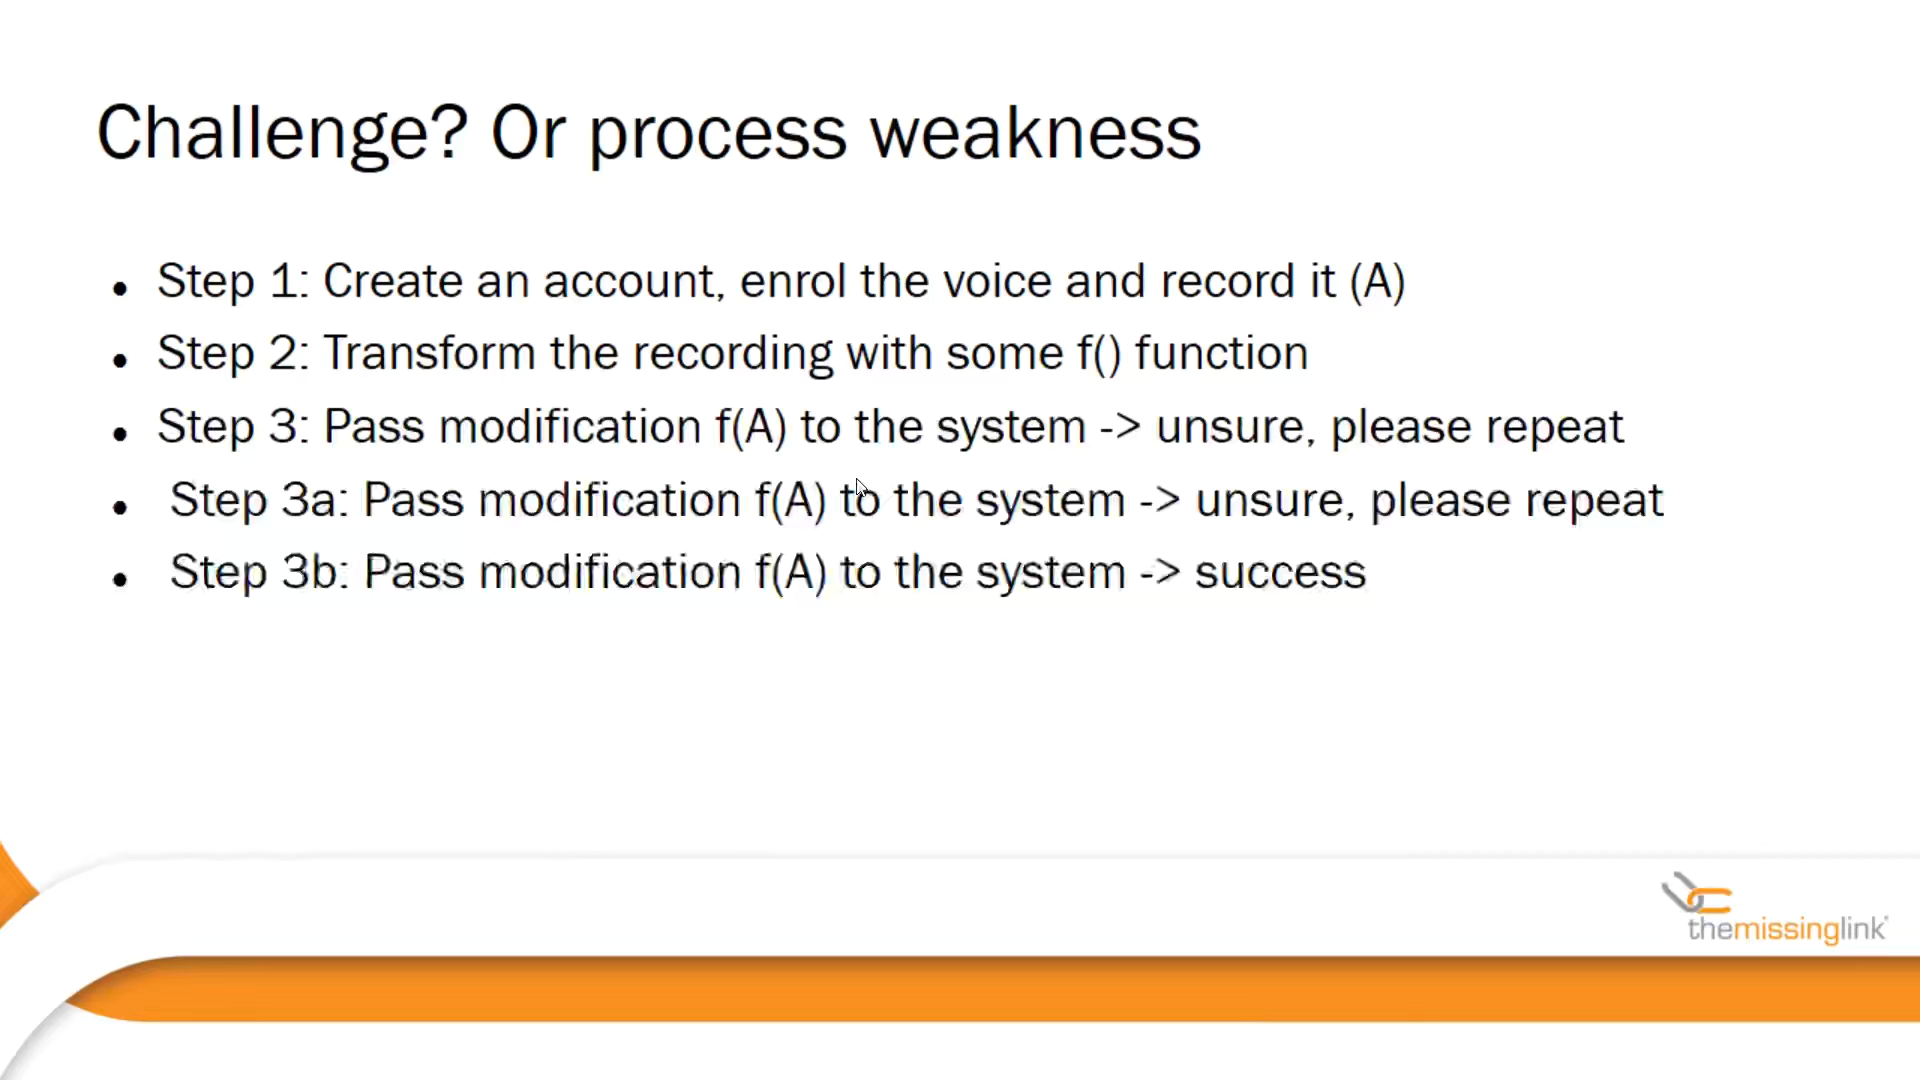 Challenge? Or process weakness
• Step 1: Create an account, enrol the voice and record it (A)
• Step 2: Transform the recording with some f() function
• Step 3: Pass modification f(A) to the system -> unsure, please repeat
• Step 3a: Pass modification f(A) to the system -> unsure, please repeat
• Step 3b: Pass modification f(A) to the system -> success
themissinglink